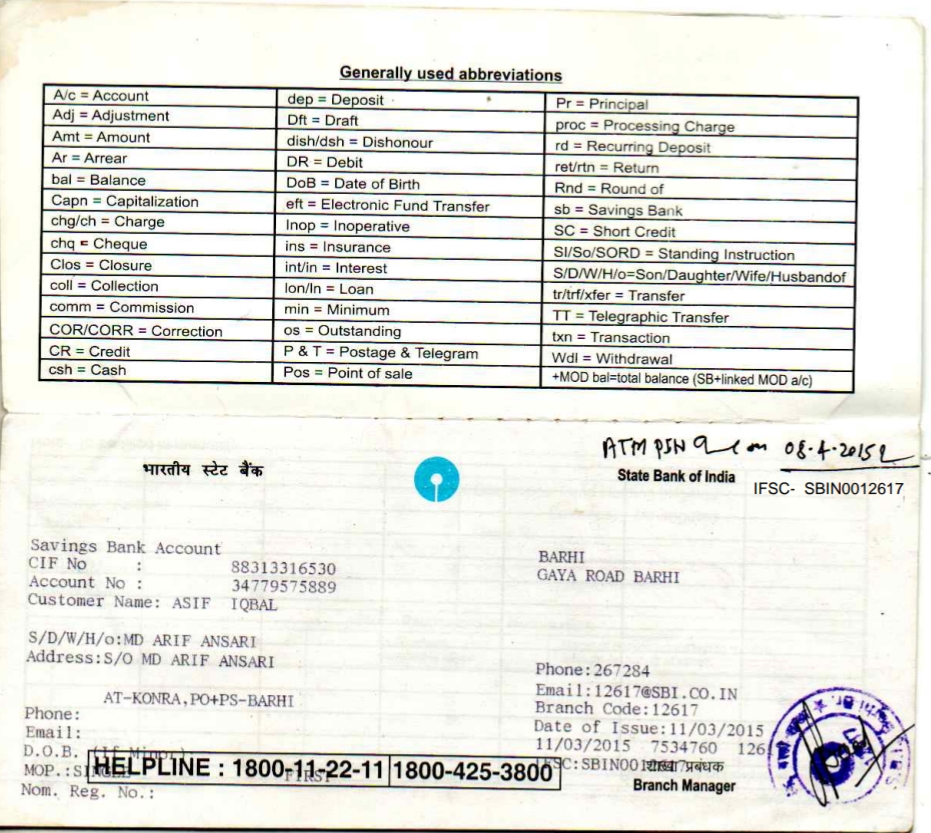 Generally used abbreviations
A/c = Account
Adj = Adjustment
Amt = Amount
Ar = Arrear
bal = Balance
Capn = Capitalization
chg/ch = Charge
chq = Cheque
Clos = Closure
coll = Collection
comm = Commission
COR/CORR = Correction
CR = Credit
csh = Cash
dep = Deposit
Dft = Draft
dish/dsh = Dishonour
DR = Debit
DoB = Date of Birth
eft = Electronic Fund Transfer
Inop = Inoperative
ins = Insurance
int/in = Interest
lon/ln = Loan
min = Minimum
os = Outstanding
P & T = Postage & Telegram
Pos = Point of sale
Pr = Principal
proc = Processing Charge
rd = Recurring Deposit
ret/rtn = Return
Rnd = Round of
sb = Savings Bank
SC = Short Credit
SI/So/SORD = Standing Instruction
S/D/W/H/o=Son/Daughter/Wife/Husbandof
tr/trf/xfer = Transfer
TT = Telegraphic Transfer
txn = Transaction
Wdl = Withdrawal
+MOD bal=total balance (SB+linked MOD a/c)
ATM on 08.4.2015
भारतीय स्टेट बैंक
State Bank of India
IFSC- SBIN0012617
Savings Bank Account
CIF No : 88313316530
Account No : 34779575889
Customer Name: ASIF IQBAL
S/D/W/H/o:MD ARIF ANSARI
Address:S/O MD ARIF ANSARI
AT-KONRA,PO+PS-BARHI
Phone:
Email:
D.O.B. (If Minor):
MOP.:SINGLE FIRST
Nom. Reg. No.:
HELPLINE : 1800-11-22-11 1800-425-3800
BARHI
GAYA ROAD BARHI
Phone:267284
Email:12617@SBI.CO.IN
Branch Code:12617
Date of Issue:11/03/2015
11/03/2015 7534760 126
IFSC:SBIN0012617
शाखा प्रबंधक
Branch Manager